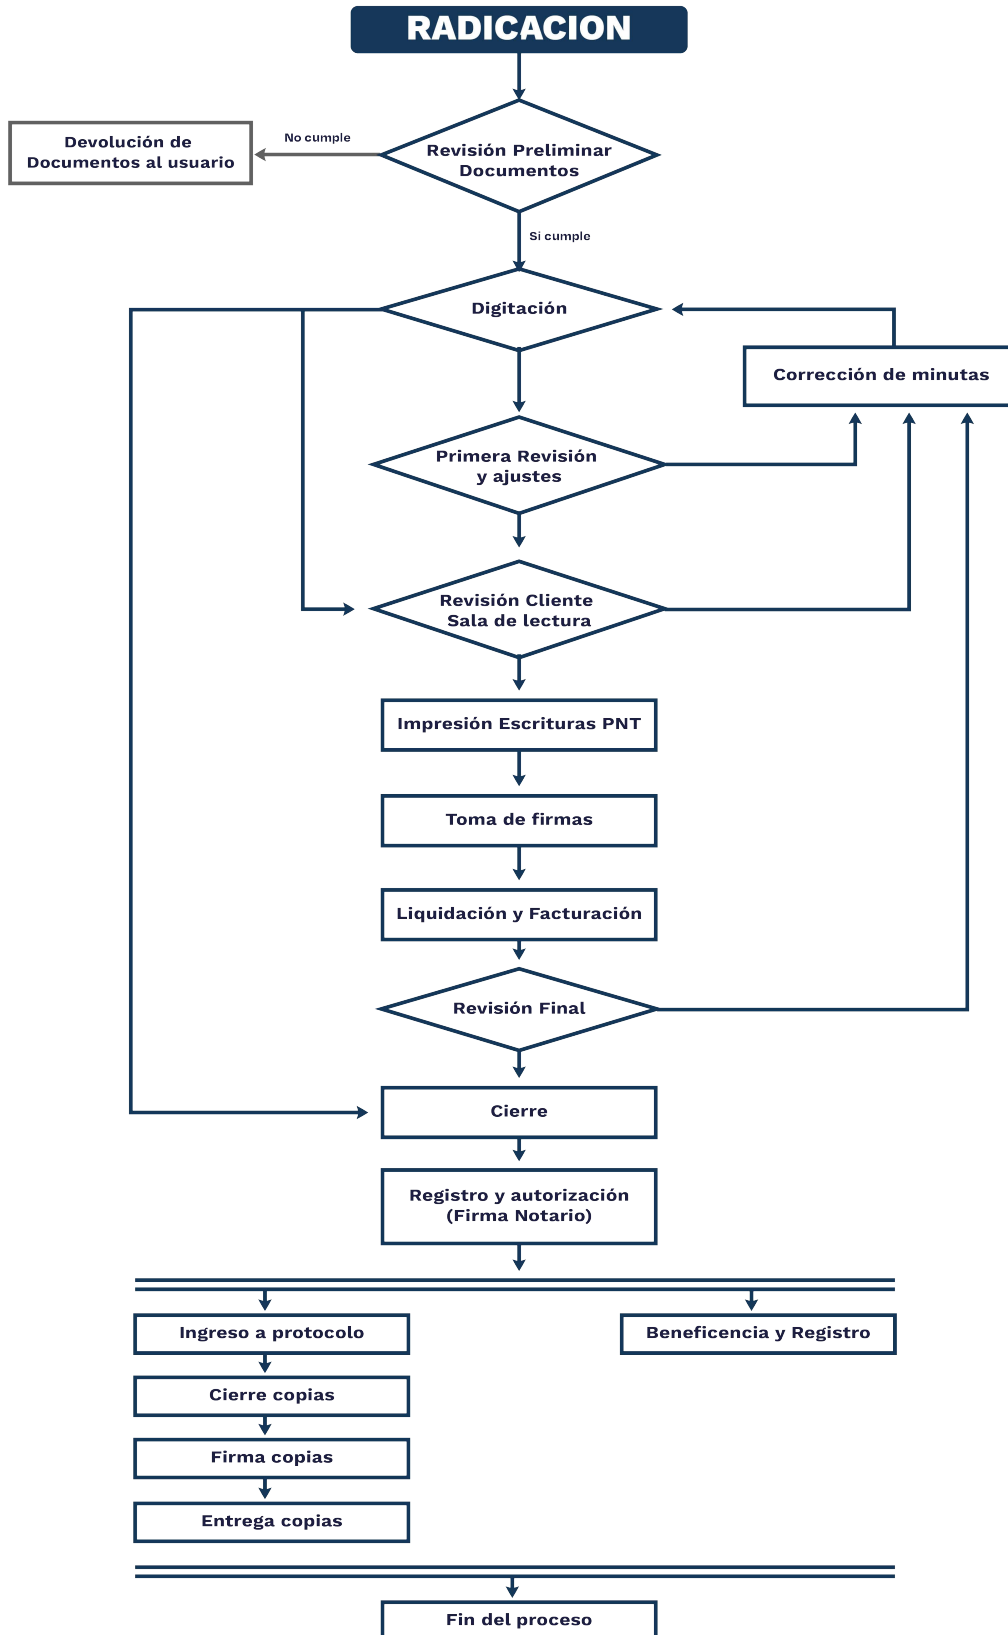 RADICACION
Revisión Preliminar
Documentos
No cumple
Devolución de
Documentos al usuario
Si cumple
Digitación
Corrección de minutas
Primera Revisión
y ajustes
Revisión Cliente
Sala de lectura
Impresión Escrituras PNT
Toma de firmas
Liquidación y Facturación
Revisión Final
Cierre
Registro y autorización
(Firma Notario)
Ingreso a protocolo
Beneficencia y Registro
Cierre copias
Firma copias
Entrega copias
Fin del proceso